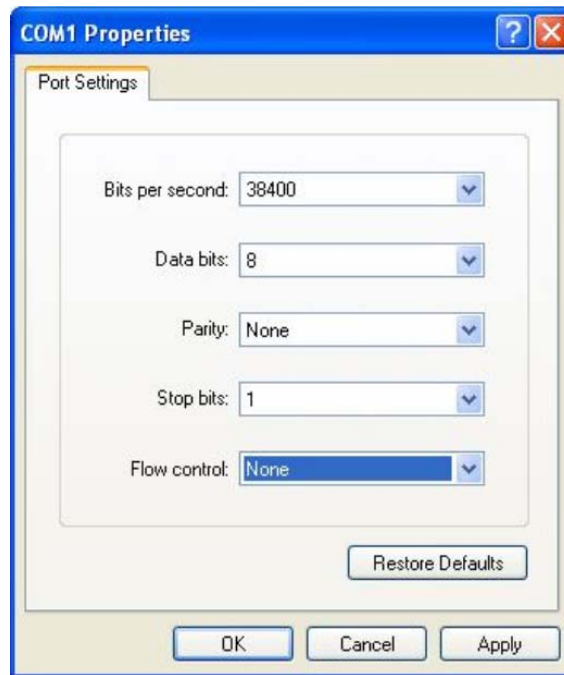 COM1 Properties
Port Settings
Bits per second: 38400
Data bits: 8
Parity: None
Stop bits: 1
Flow control: None
Restore Defaults
OK Cancel Apply